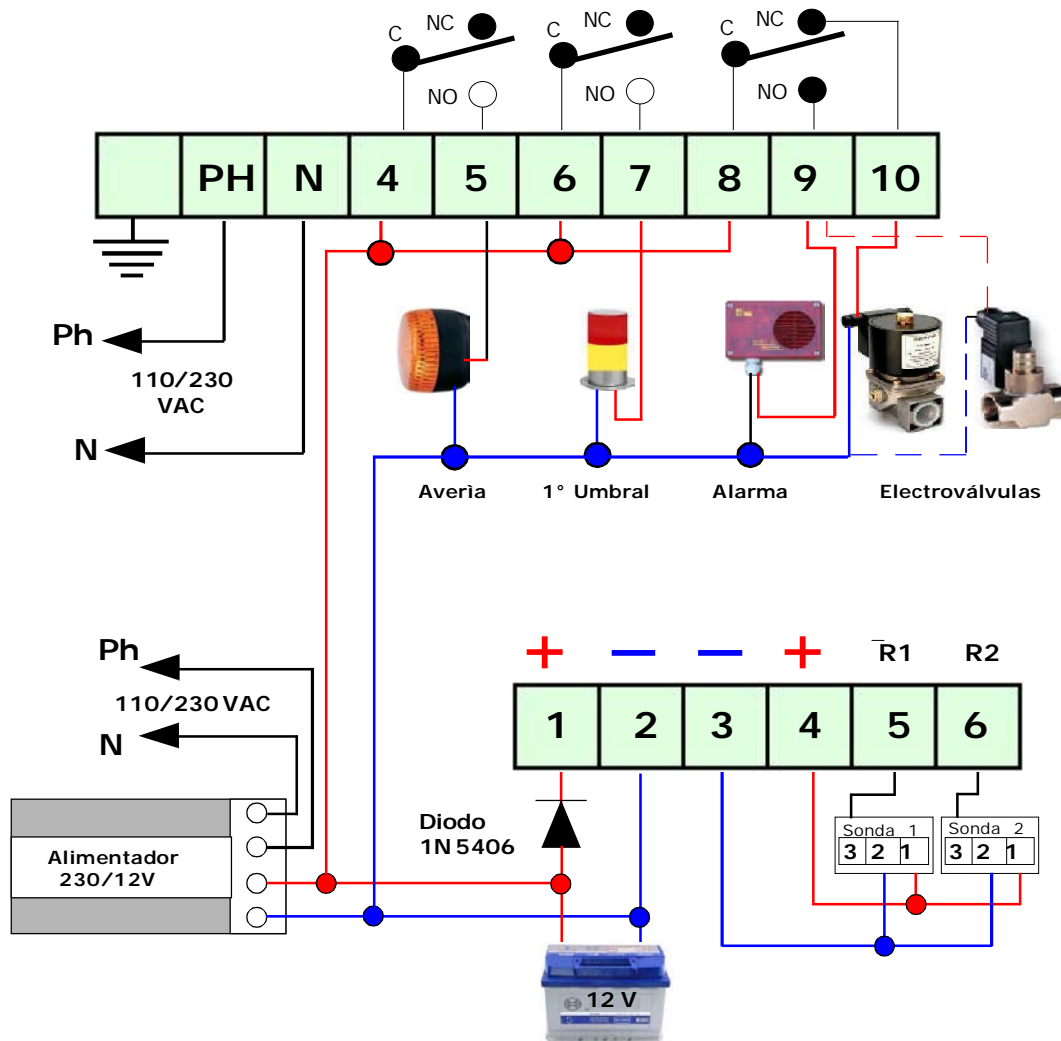 C NC C NC C NC
NO NO NO
PH N 4 5 6 7 8 9 10
Ph
110/230
VAC
N
Averìa 1° Umbral Alarma Electroválvulas
Ph
110/230 VAC
N
+ — — + ¯R1 R2
1 2 3 4 5 6
Diodo
1N 5406
Sonda 1 Sonda 2
3 2 1 3 2 1
Alimentador
230/12V
12 V